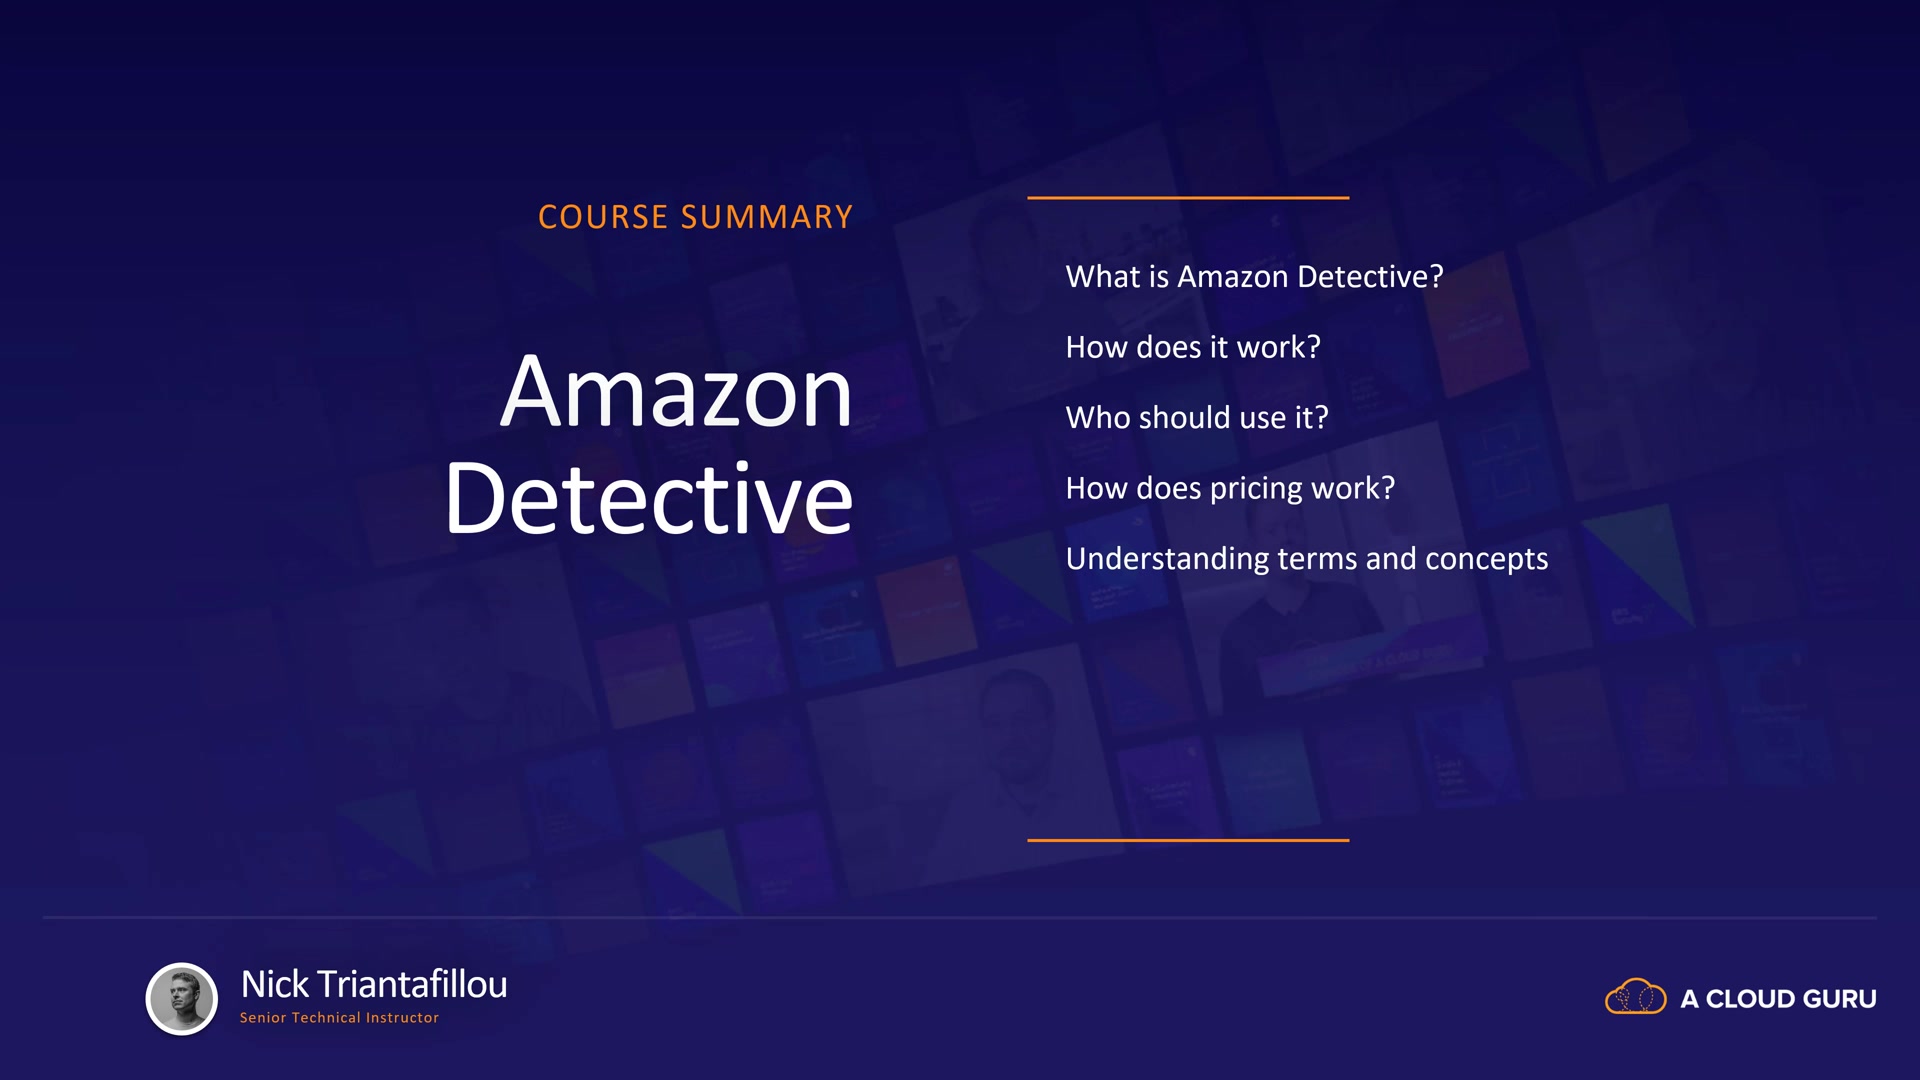 COURSE SUMMARY
Amazon
Detective
What is Amazon Detective?
How does it work?
Who should use it?
How does pricing work?
Understanding terms and concepts
Nick Triantafillou
Senior Technical Instructor
A CLOUD GURU